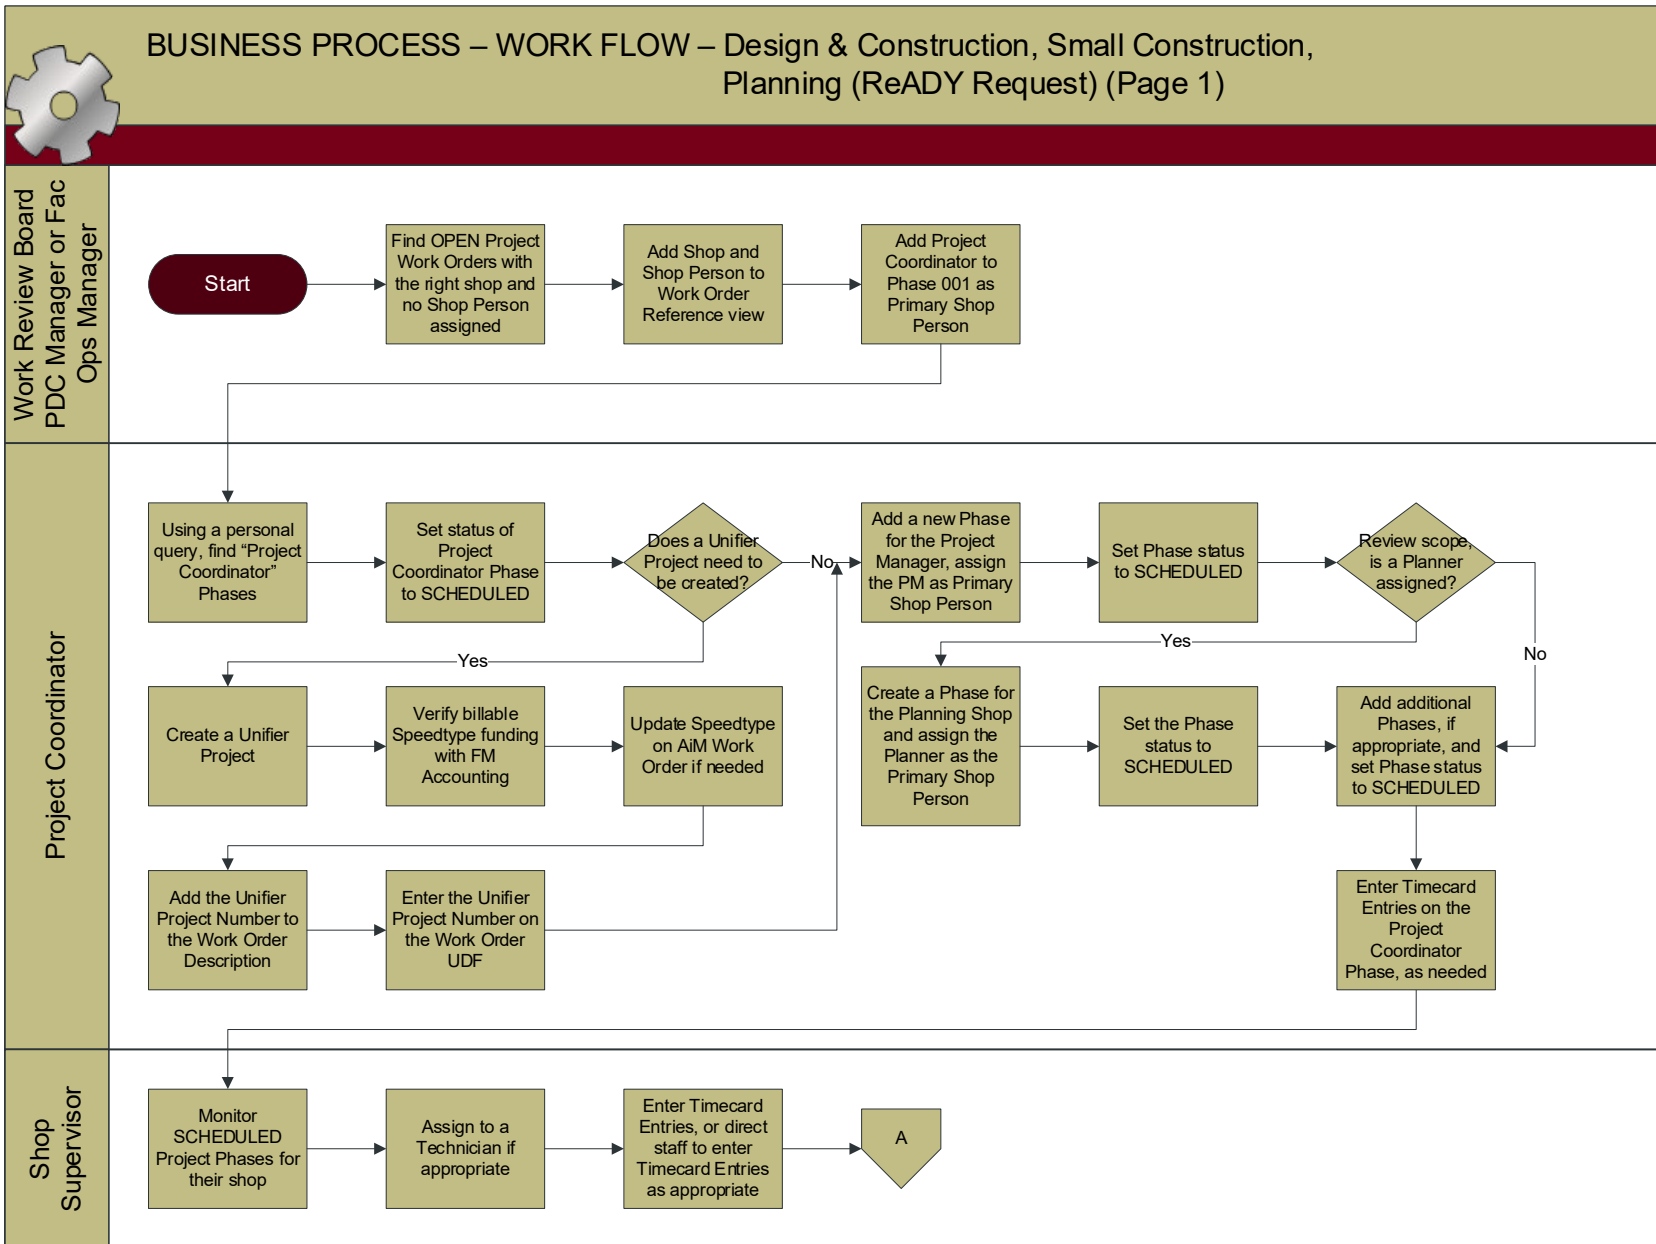 BUSINESS PROCESS – WORK FLOW – Design & Construction, Small Construction,
Planning (ReADY Request) (Page 1)
Work Review Board
PDC Manager or Fac
Ops Manager
Start
Find OPEN Project
Work Orders with
the right shop and
no Shop Person
assigned
Add Shop and
Shop Person to
Work Order
Reference view
Add Project
Coordinator to
Phase 001 as
Primary Shop
Person
Project Coordinator
Using a personal
query, find “Project
Coordinator”
Phases
Set status of
Project
Coordinator Phase
to SCHEDULED
Does a Unifier
Project need to
be created?
No
Add a new Phase
for the Project
Manager, assign
the PM as Primary
Shop Person
Set Phase status
to SCHEDULED
Review scope,
is a Planner
assigned?
Yes
Yes
No
Create a Unifier
Project
Verify billable
Speedtype funding
with FM
Accounting
Update Speedtype
on AiM Work
Order if needed
Create a Phase for
the Planning Shop
and assign the
Planner as the
Primary Shop
Person
Set the Phase
status to
SCHEDULED
Add additional
Phases, if
appropriate, and
set Phase status
to SCHEDULED
Add the Unifier
Project Number to
the Work Order
Description
Enter the Unifier
Project Number on
the Work Order
UDF
Enter Timecard
Entries on the
Project
Coordinator
Phase, as needed
Shop
Supervisor
Monitor
SCHEDULED
Project Phases for
their shop
Assign to a
Technician if
appropriate
Enter Timecard
Entries, or direct
staff to enter
Timecard Entries
as appropriate
A